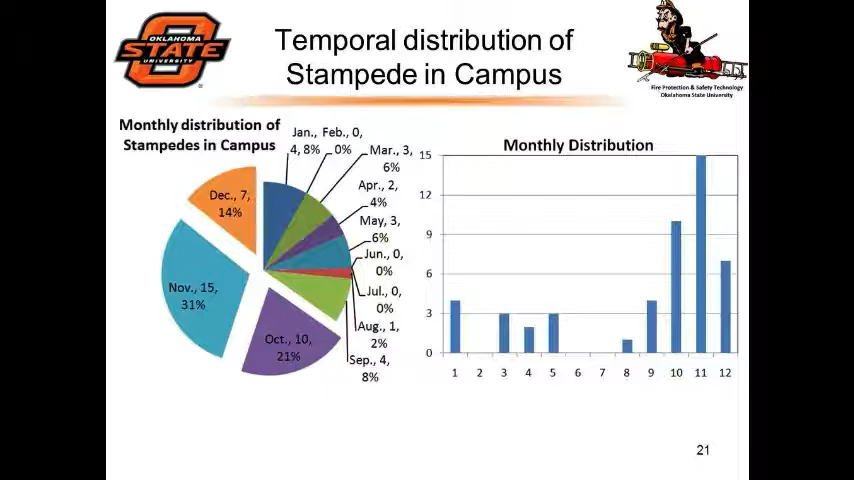 OKLAHOMA
STATE
UNIVERSITY
Temporal distribution of
Stampede in Campus
Fire Protection & Safety Technology
Okalahoma State University
Monthly distribution of
Stampedes in Campus
Jan.,
4, 8%
Feb., 0,
0%
Mar., 3,
6%
Apr., 2,
4%
May, 3,
6%
Jun., 0,
0%
Jul., 0,
0%
Aug., 1,
2%
Sep., 4,
8%
Oct., 10,
21%
Nov., 15,
31%
Dec., 7,
14%
Monthly Distribution
15
12
9
6
3
0
1 2 3 4 5 6 7 8 9 10 11 12
21